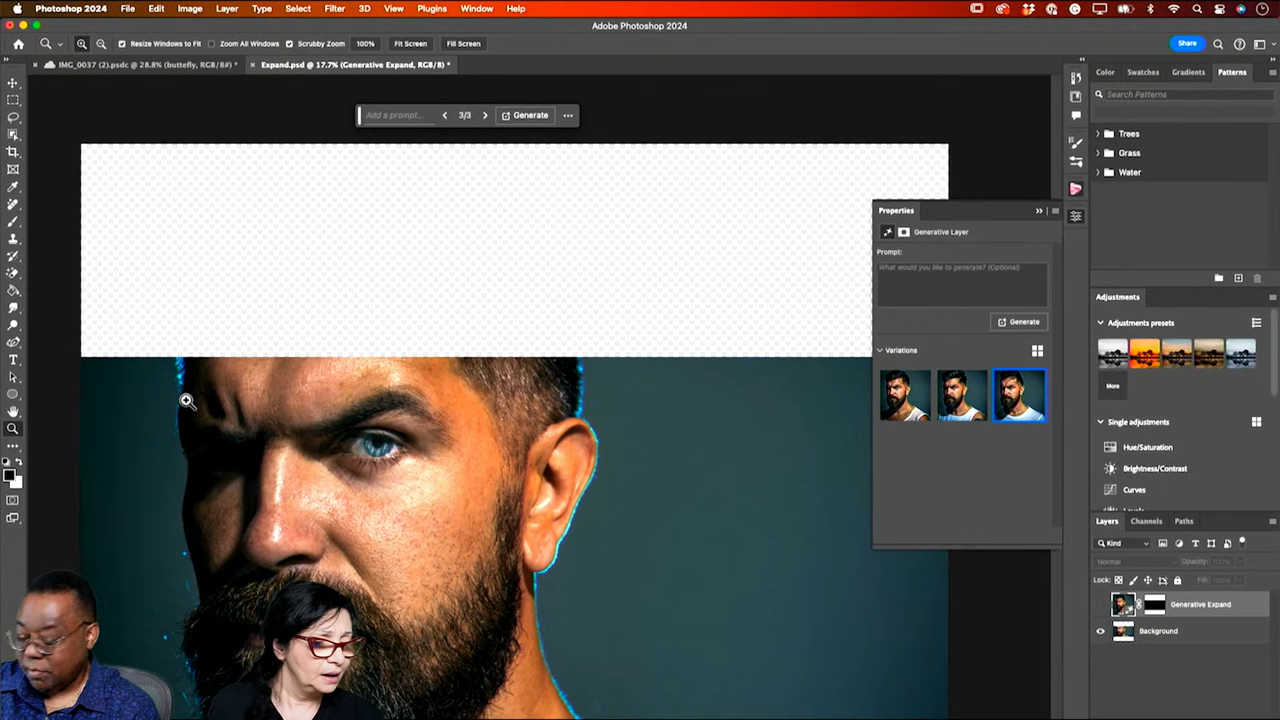 Photoshop 2024 File Edit Image Layer Type Select Filter 3D View Plugins Window Help
Adobe Photoshop 2024
Resize Windows to Fit Zoom All Windows Scrubby Zoom 100% Fit Screen Fill Screen Share
IMG_0037 (2).psdc @ 28.8% (buttefly, RGB/8#) * Expand.psd @ 17.7% (Generative Expand, RGB/8) *
Color Swatches Gradients Patterns
Search Patterns
Add a prompt... 3/3 Generate
Trees
Grass
Water
Properties
Generative Layer
Prompt:
What would you like to generate? (Optional)
Generate
Variations
Adjustments
Adjustments presets
More
Single adjustments
Hue/Saturation
Brightness/Contrast
Curves
Layers Channels Paths
Kind
Normal Opacity: 100%
Lock: Fill: 100%
Generative Expand
Background